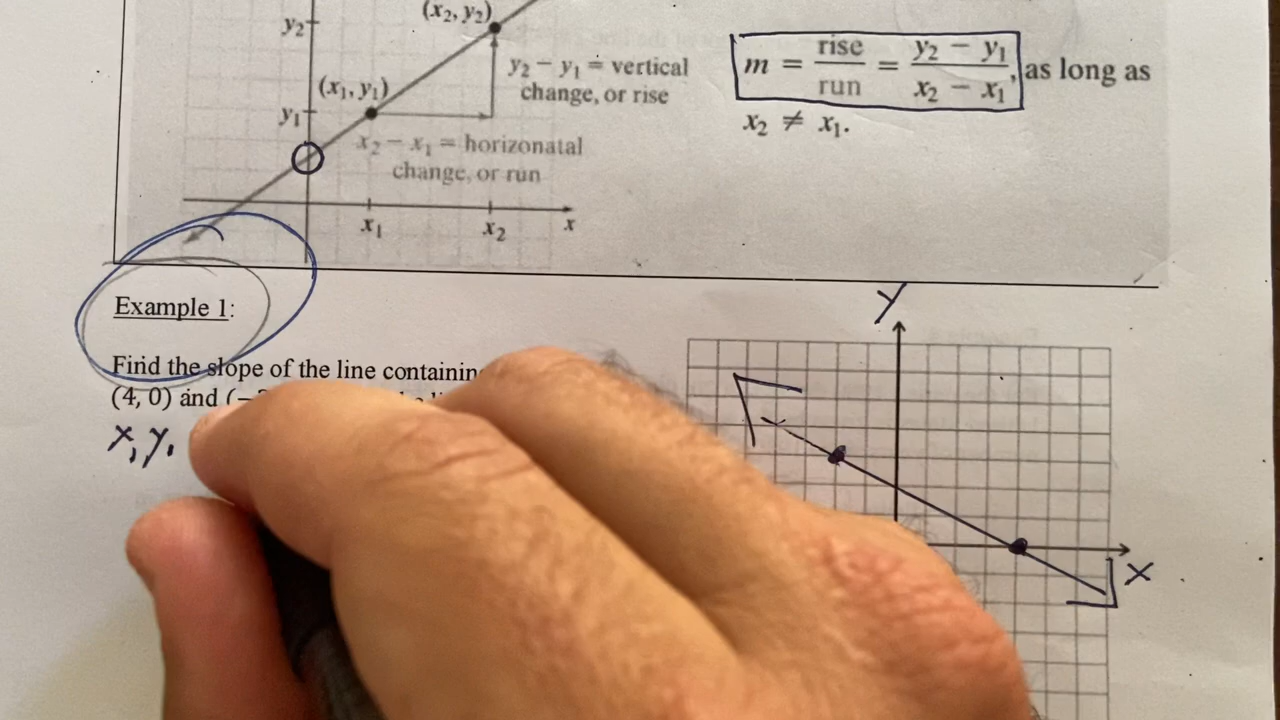 (x₂, y₂)
y₂
y₂ − y₁ = vertical
change, or rise
(x₁, y₁)
y₁
x₂ − x₁ = horizonatal
change, or run
x₁ x₂ x
m = rise/run = (y₂ − y₁)/(x₂ − x₁), as long as
x₂ ≠ x₁.
Example 1:
Find the slope of the line
(4, 0) and
x₁ y₁
y
x